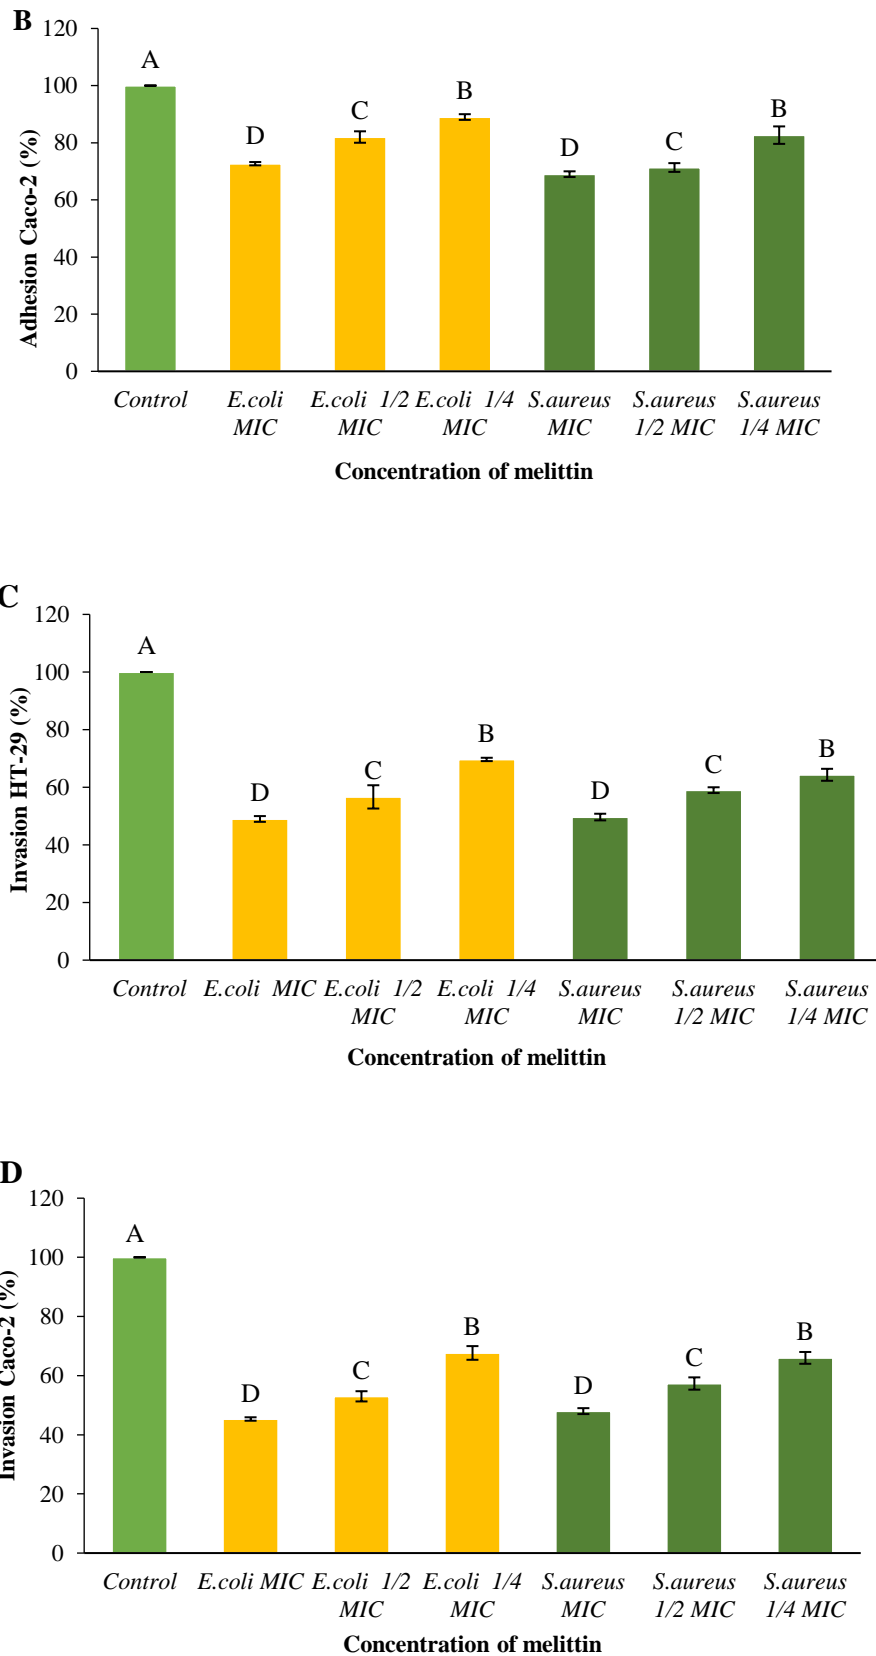 B
120
100
80
60
40
20
0
Adhesion Caco-2 (%)
A
D
C
B
D
C
B
Control
E.coli
MIC
E.coli 1/2
MIC
E.coli 1/4
MIC
S.aureus
MIC
S.aureus
1/2 MIC
S.aureus
1/4 MIC
Concentration of melittin
C
120
100
80
60
40
20
0
Invasion HT-29 (%)
A
D
C
B
D
C
B
Control
E.coli MIC
E.coli 1/2
MIC
E.coli 1/4
MIC
S.aureus
MIC
S.aureus
1/2 MIC
S.aureus
1/4 MIC
Concentration of melittin
D
120
100
80
60
40
20
0
Invasion Caco-2 (%)
A
D
C
B
D
C
B
Control
E.coli MIC
E.coli 1/2
MIC
E.coli 1/4
MIC
S.aureus
MIC
S.aureus
1/2 MIC
S.aureus
1/4 MIC
Concentration of melittin